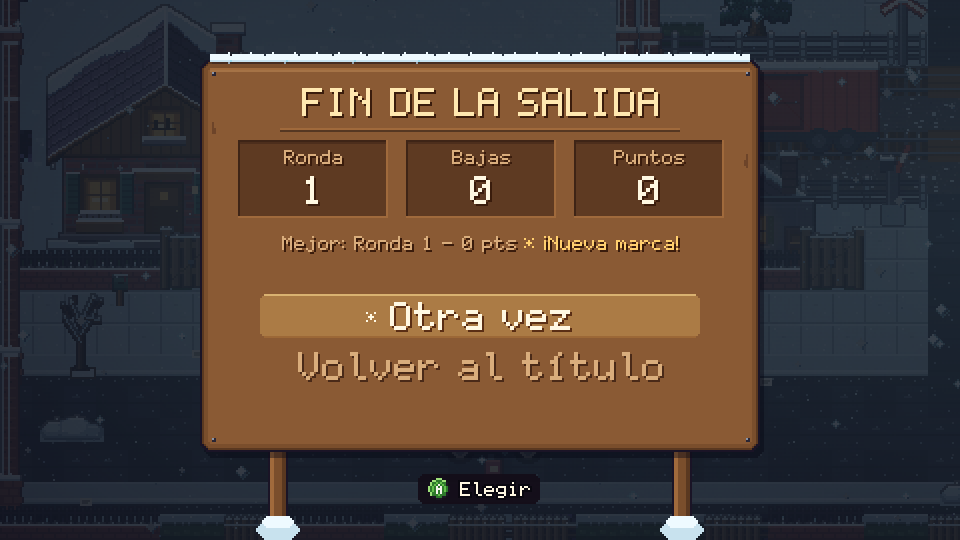 FIN DE LA SALIDA
Ronda Bajas Puntos
1 0 0
Mejor: Ronda 1 - 0 pts ¡Nueva marca!
Otra vez
Volver al título
A Elegir